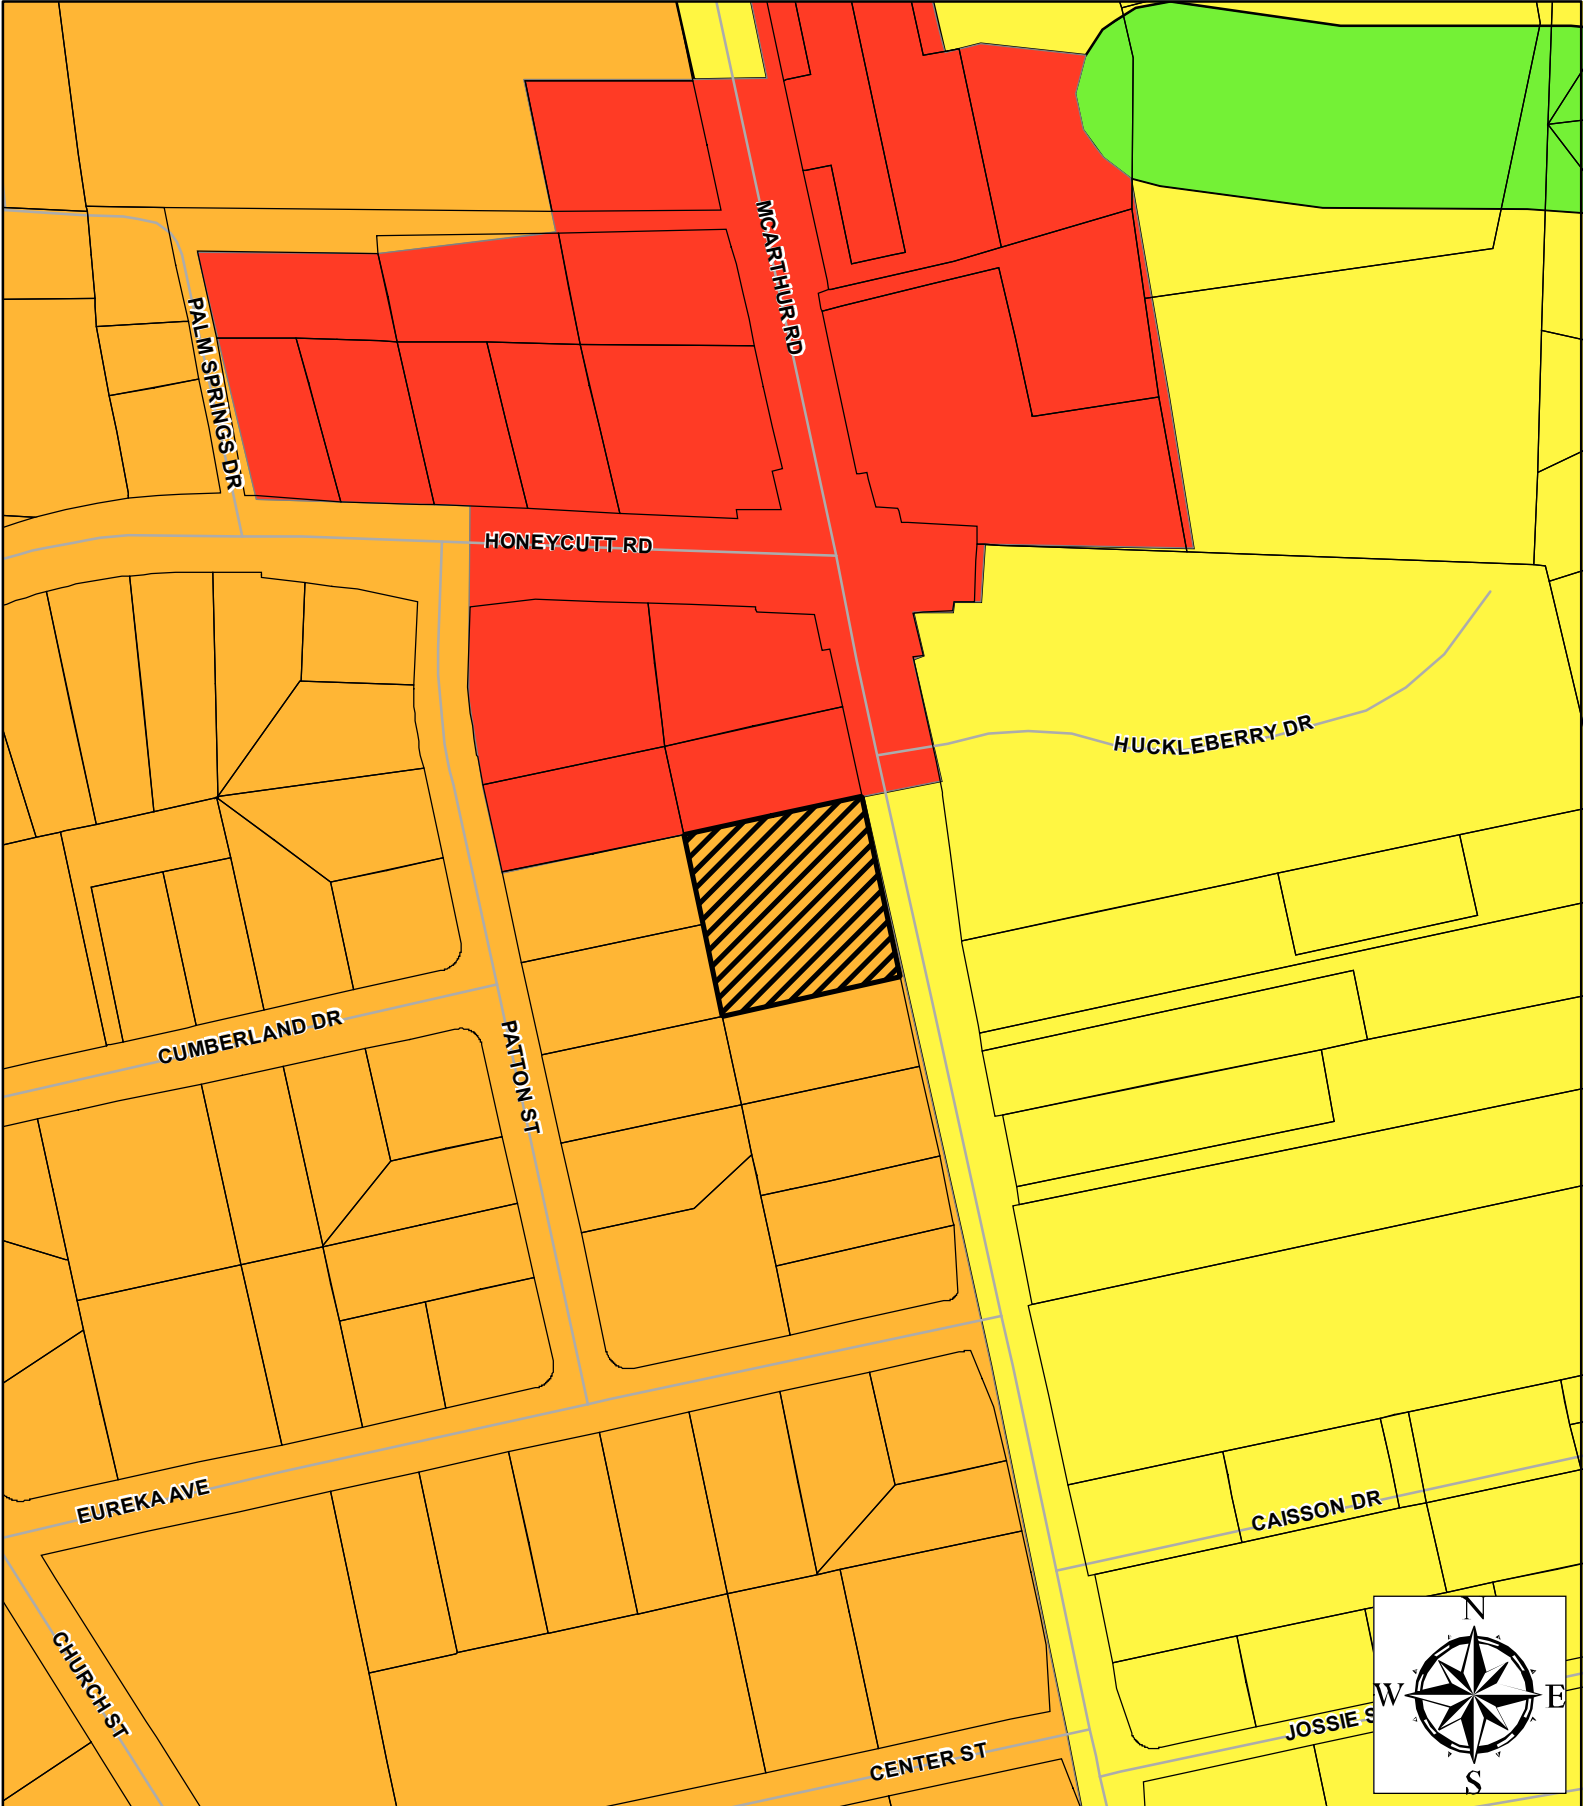 MCARTHUR RD
PALM SPRINGS DR
HONEYCUTT RD
HUCKLEBERRY DR
CUMBERLAND DR
PATTON ST
EUREKA AVE
CAISSON DR
CHURCH ST
JOSSIE S
CENTER ST
N
W
E
S